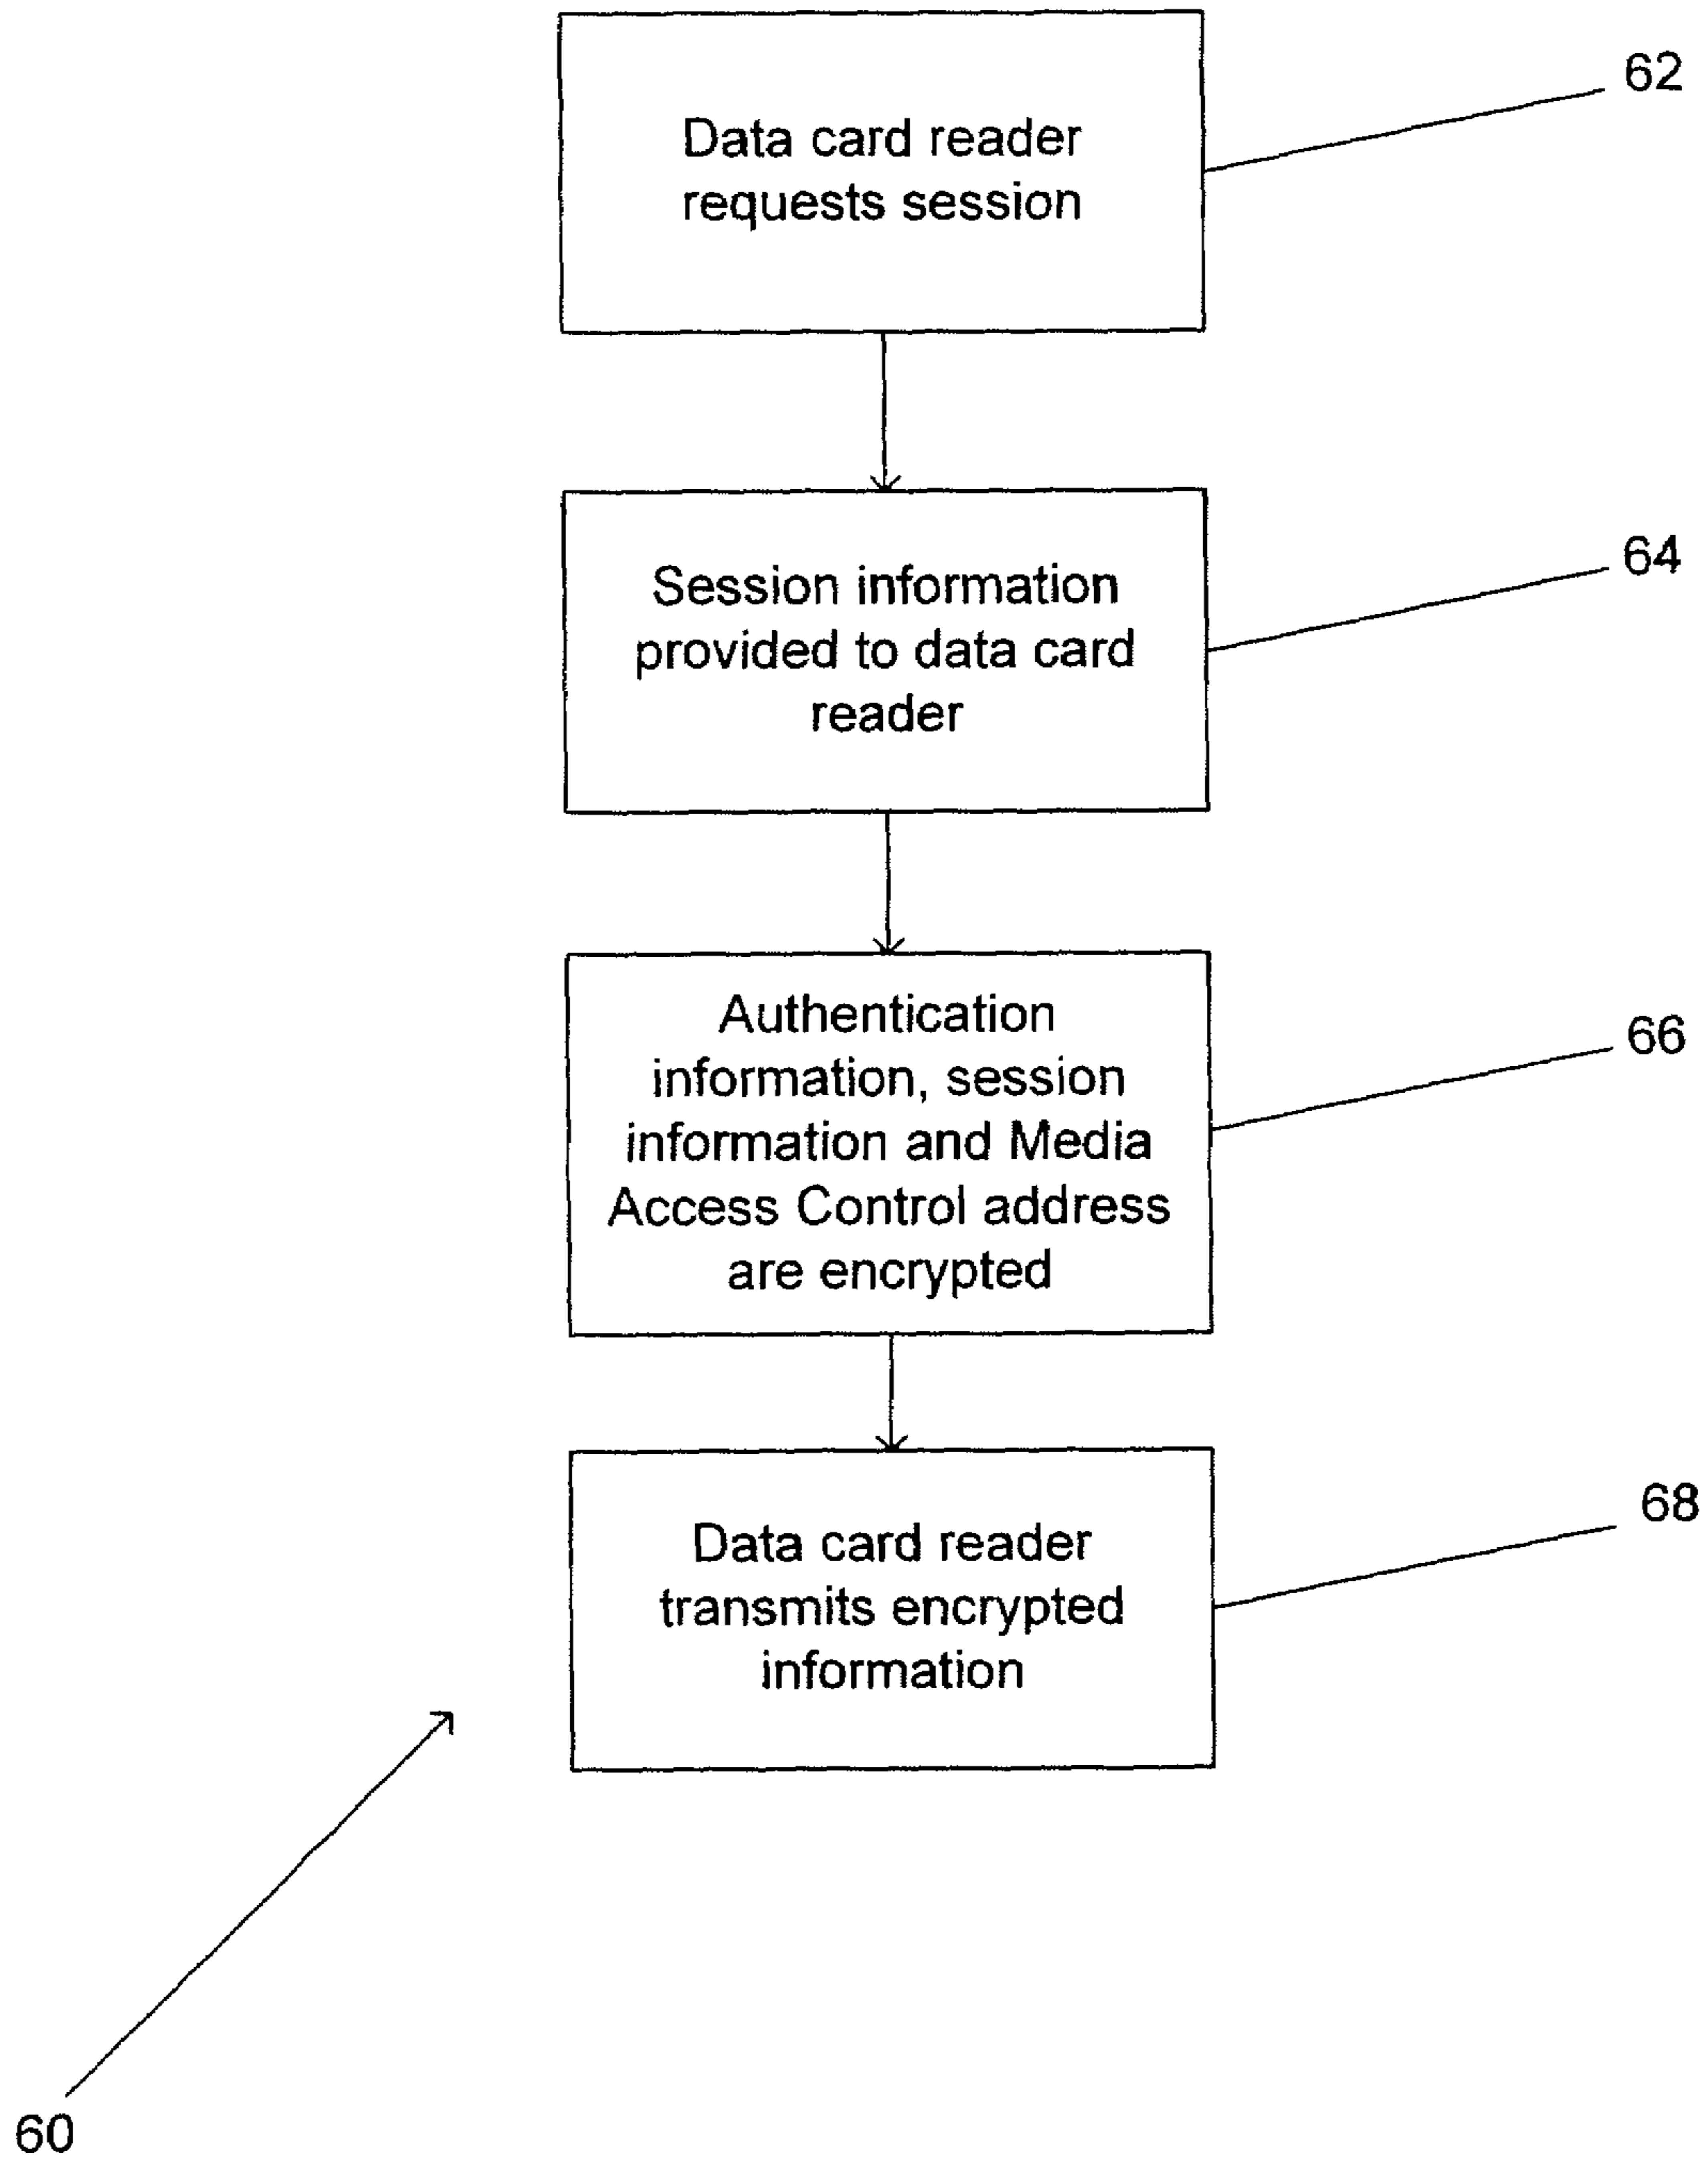 Data card reader
requests session
62
Session information
provided to data card
reader
64
Authentication
information, session
information and Media
Access Control address
are encrypted
66
Data card reader
transmits encrypted
information
68
60